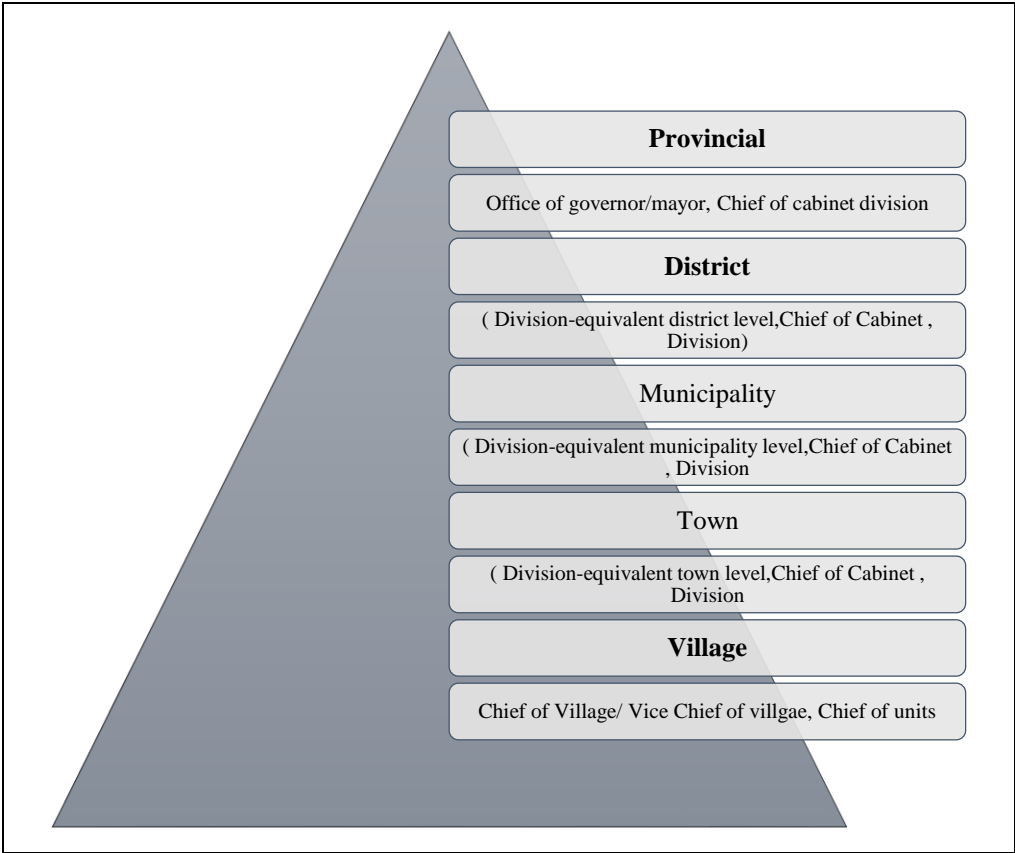 Provincial
Office of governor/mayor, Chief of cabinet division
District
( Division-equivalent district level,Chief of Cabinet ,
Division)
Municipality
( Division-equivalent municipality level,Chief of Cabinet
, Division
Town
( Division-equivalent town level,Chief of Cabinet ,
Division
Village
Chief of Village/ Vice Chief of villgae, Chief of units